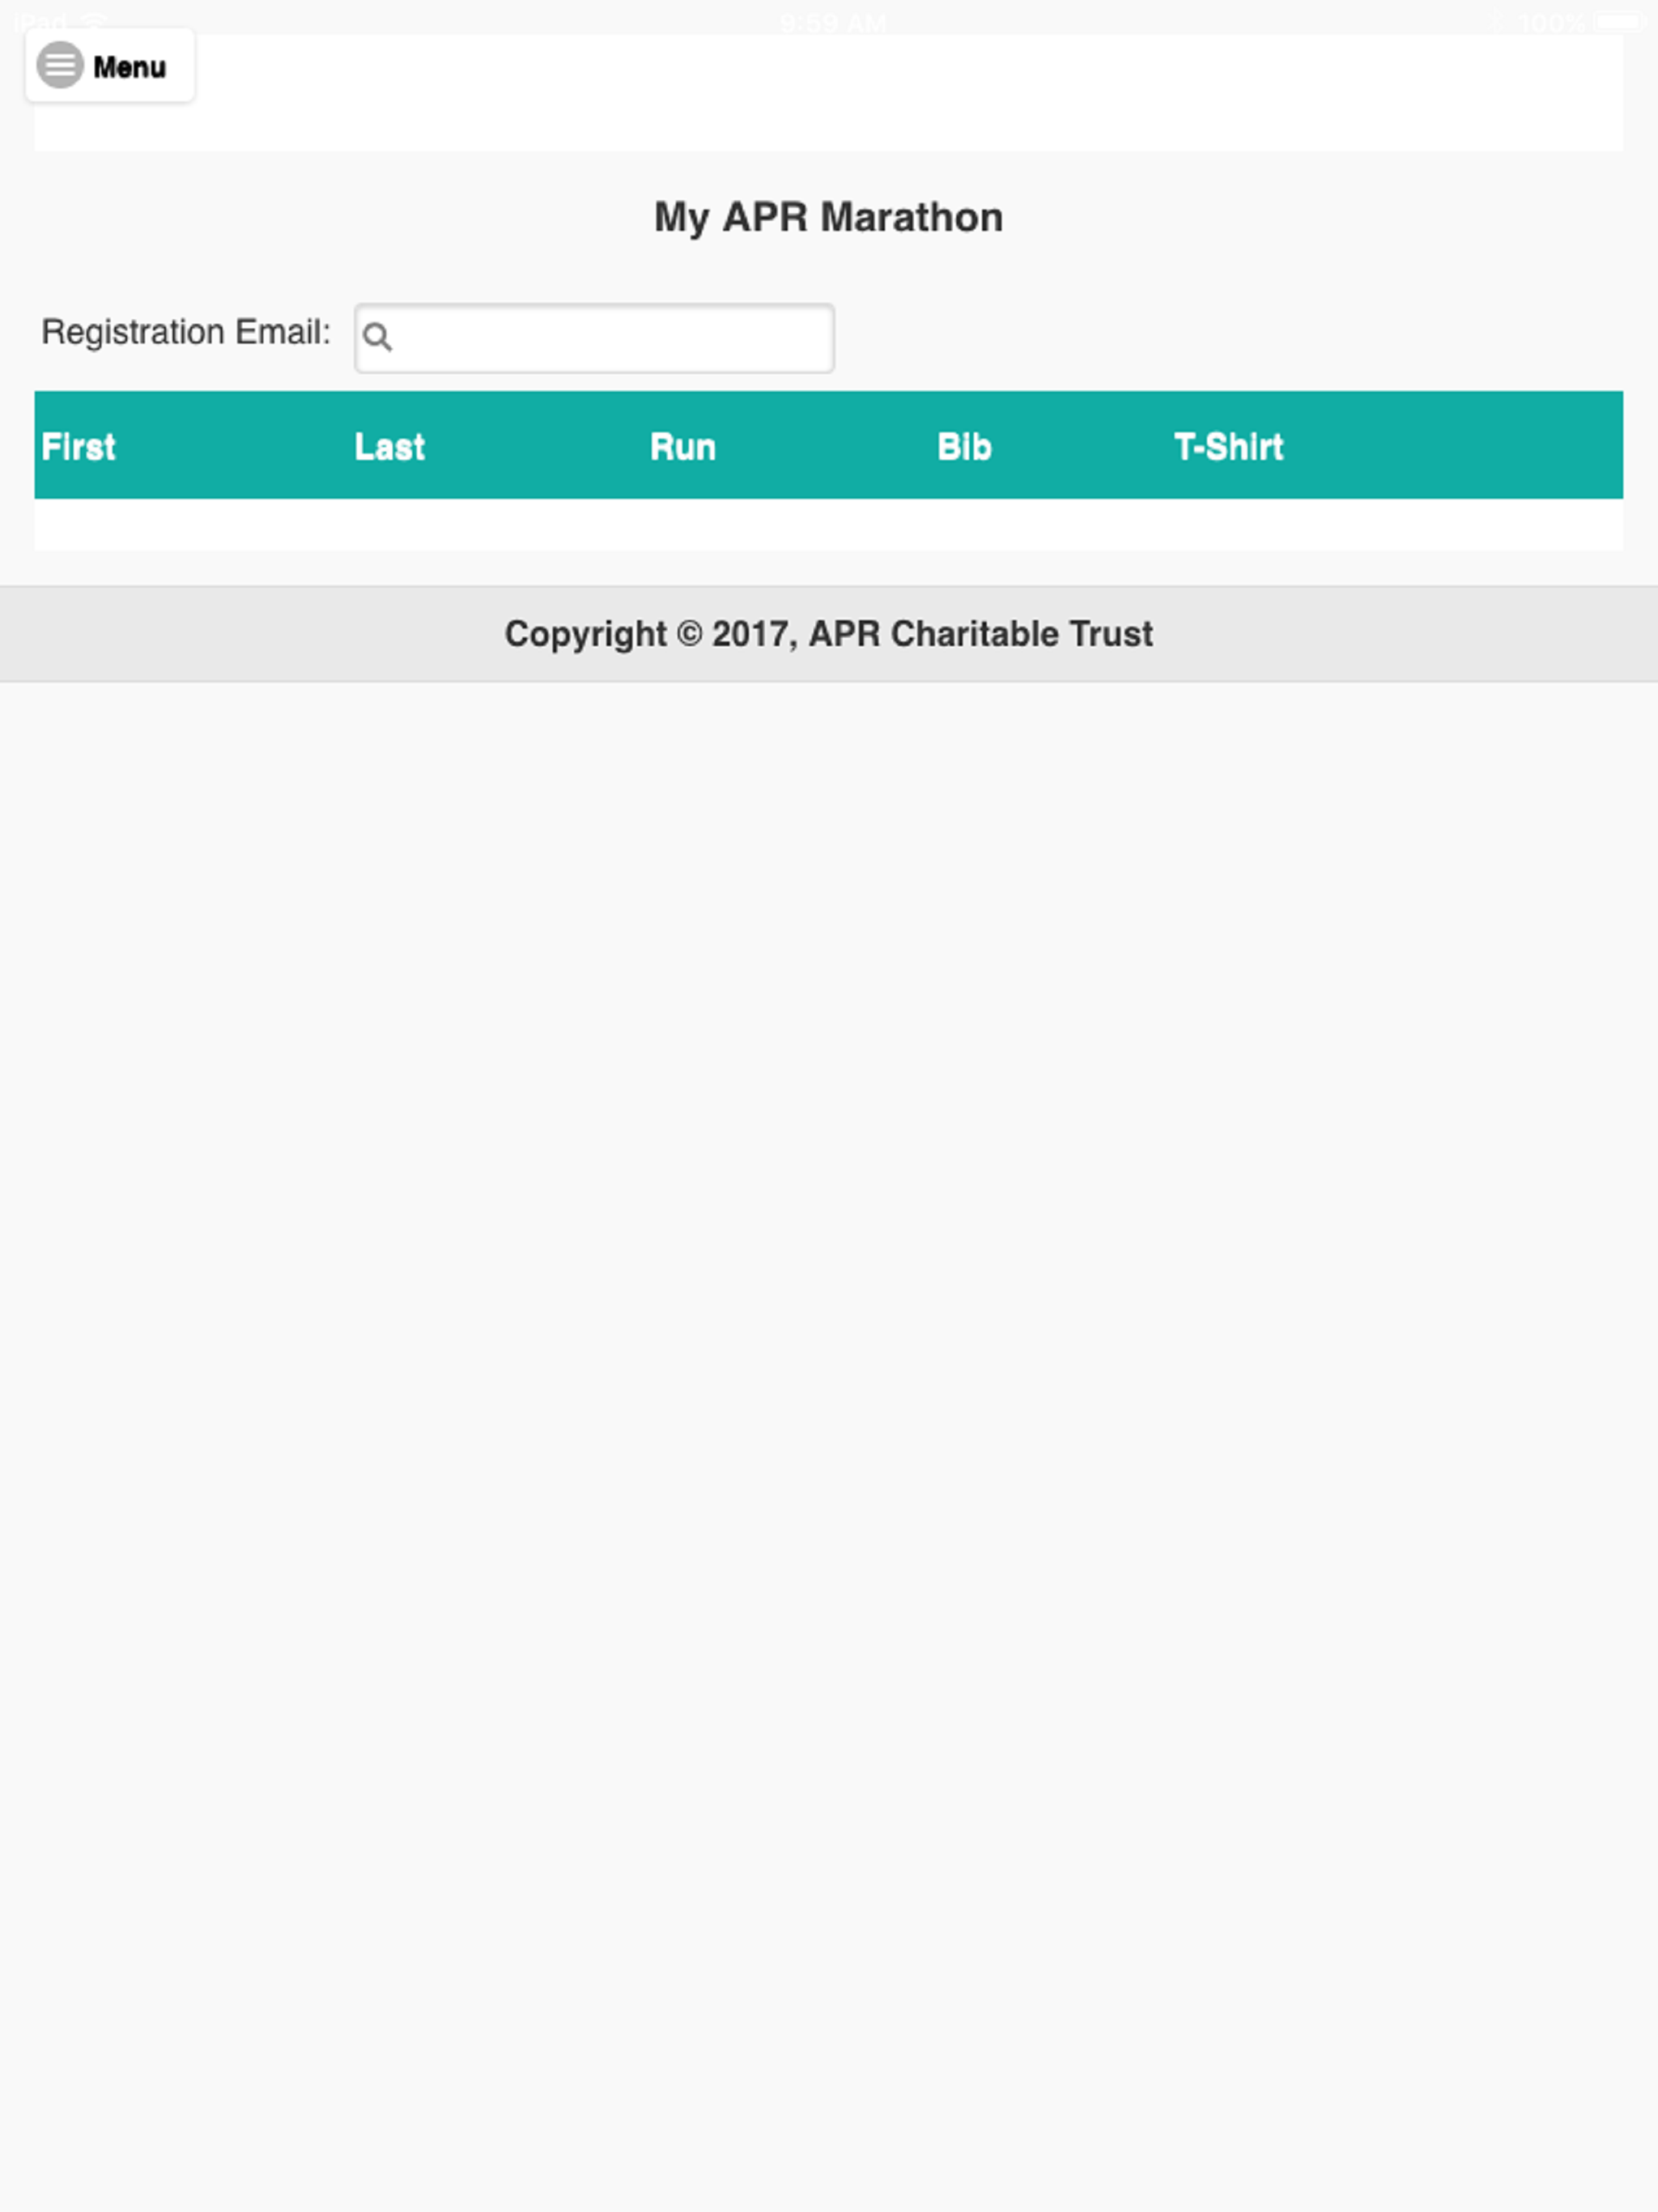 iPad 9:59 AM 100%
Menu
My APR Marathon
Registration Email:
First Last Run Bib T-Shirt
Copyright © 2017, APR Charitable Trust